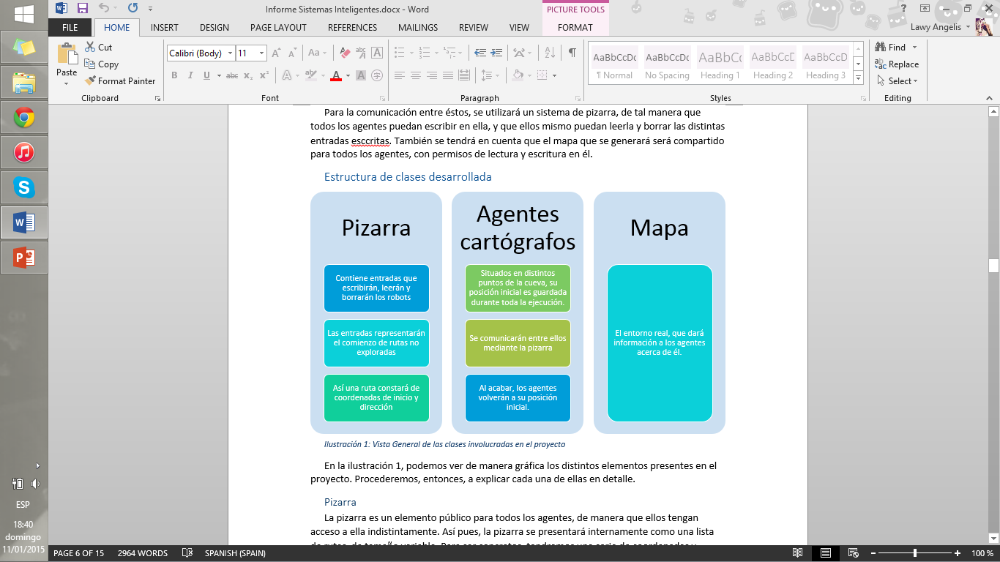 Informe Sistemas Inteligentes.docx - Word
PICTURE TOOLS
FILE HOME INSERT DESIGN PAGE LAYOUT REFERENCES MAILINGS REVIEW VIEW FORMAT
Lawy Angelis
Paste
Cut
Copy
Format Painter
Clipboard
Calibri (Body) 11
Font
Paragraph
AaBbCcDc AaBbCcDc AaBbC AaBbCcD AaBbCcD
¶ Normal No Spacing Heading 1 Heading 2 Heading 3
Styles
Find
Replace
Select
Editing
Para la comunicación entre éstos, se utilizará un sistema de pizarra, de tal manera que
todos los agentes puedan escribir en ella, y que ellos mismo puedan leerla y borrar las distintas
entradas esccritas. También se tendrá en cuenta que el mapa que se generará será compartido
para todos los agentes, con permisos de lectura y escritura en él.
Estructura de clases desarrollada
Pizarra
Contiene entradas que
escribirán, leerán y
borrarán los robots
Las entradas representarán
el comienzo de rutas no
exploradas
Así una ruta constará de
coordenadas de inicio y
dirección
Agentes
cartógrafos
Situados en distintos
puntos de la cueva, su
posición inicial es guardada
durante toda la ejecución.
Se comunicarán entre ellos
mediante la pizarra
Al acabar, los agentes
volverán a su posición
inicial.
Mapa
El entorno real, que dará
información a los agentes
acerca de él.
Ilustración 1: Vista General de las clases involucradas en el proyecto
En la ilustración 1, podemos ver de manera gráfica los distintos elementos presentes en el
proyecto. Procederemos, entonces, a explicar cada una de ellas en detalle.
Pizarra
La pizarra es un elemento público para todos los agentes, de manera que ellos tengan
acceso a ella indistintamente. Así pues, la pizarra se presentará internamente como una lista
ESP
18:40
domingo
11/01/2015
PAGE 6 OF 15 2964 WORDS SPANISH (SPAIN) 100 %